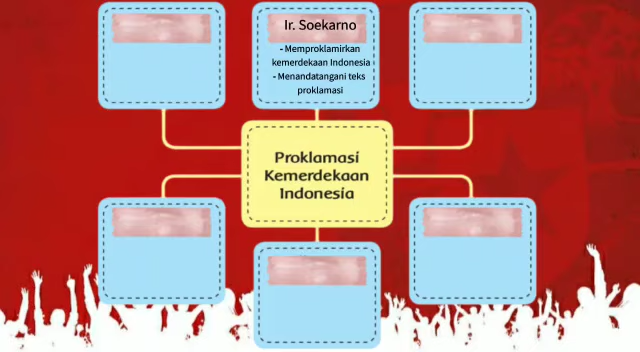 Ir. Soekarno
- Memproklamirkan
kemerdekaan Indonesia
- Menandatangani teks
proklamasi
Proklamasi
Kemerdekaan
Indonesia